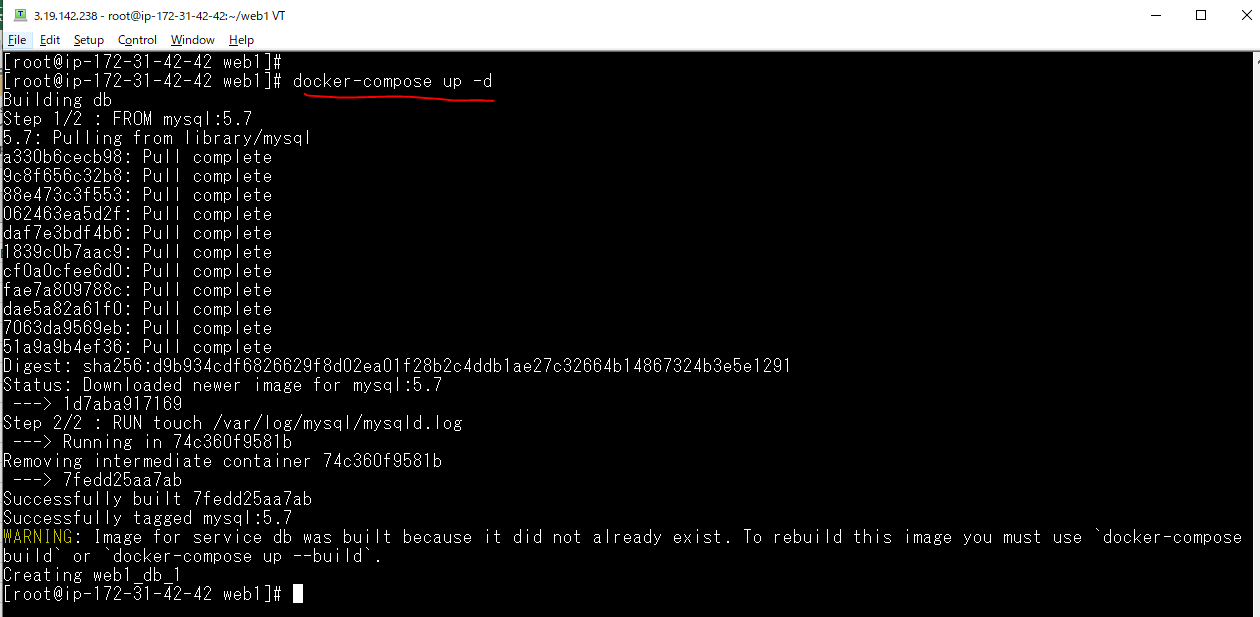 3.19.142.238 - root@ip-172-31-42-42:~/web1 VT
File Edit Setup Control Window Help
[root@ip-172-31-42-42 web1]#
[root@ip-172-31-42-42 web1]# docker-compose up -d
Building db
Step 1/2 : FROM mysql:5.7
5.7: Pulling from library/mysql
a330b6cecb98: Pull complete
9c8f656c32b8: Pull complete
88e473c3f553: Pull complete
062463ea5d2f: Pull complete
daf7e3bdf4b6: Pull complete
1839c0b7aac9: Pull complete
cf0a0cfee6d0: Pull complete
fae7a809788c: Pull complete
dae5a82a61f0: Pull complete
7063da9569eb: Pull complete
51a9a9b4ef36: Pull complete
Digest: sha256:d9b934cdf6826629f8d02ea01f28b2c4ddb1ae27c32664b14867324b3e5e1291
Status: Downloaded newer image for mysql:5.7
 ---> 1d7aba917169
Step 2/2 : RUN touch /var/log/mysql/mysqld.log
 ---> Running in 74c360f9581b
Removing intermediate container 74c360f9581b
 ---> 7fedd25aa7ab
Successfully built 7fedd25aa7ab
Successfully tagged mysql:5.7
WARNING: Image for service db was built because it did not already exist. To rebuild this image you must use `docker-compose
build` or `docker-compose up --build`.
Creating web1_db_1
[root@ip-172-31-42-42 web1]#